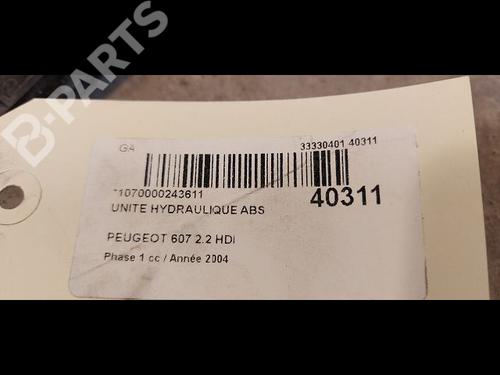 B-PARTS
GA 33330401 40311
*1070000243611 40311
UNITE HYDRAULIQUE ABS
PEUGEOT 607 2.2 HDI
Phase 1 cc / Année 2004